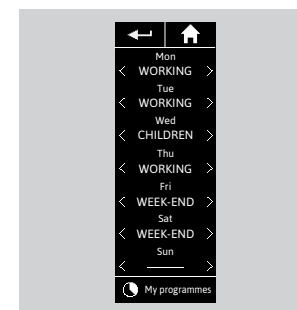 Mon
WORKING
Tue
WORKING
Wed
CHILDREN
Thu
WORKING
Fri
WEEK-END
Sat
WEEK-END
Sun
My programmes